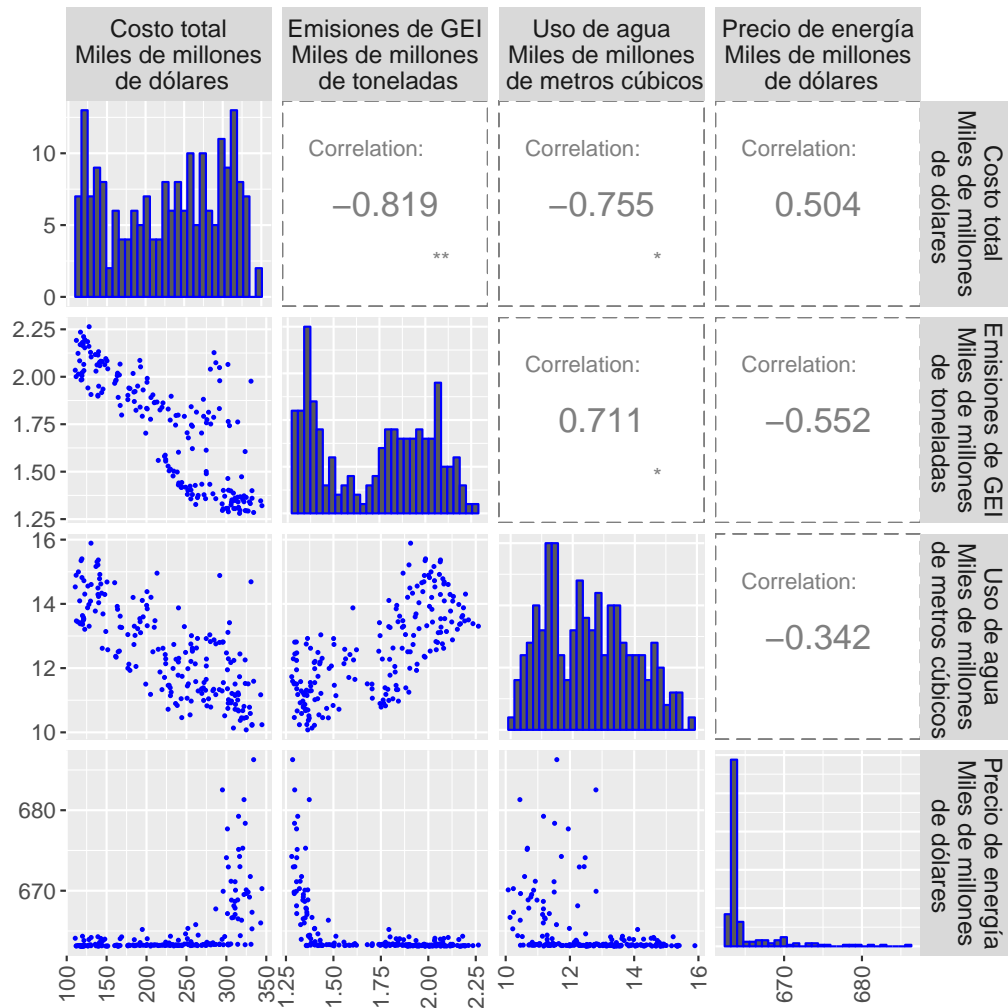 Costo total
Miles de millones
de dólares
Emisiones de GEI
Miles de millones
de toneladas
Uso de agua
Miles de millones
de metros cúbicos
Precio de energía
Miles de millones
de dólares
10
5
0
Correlation:
−0.819
**
Correlation:
−0.755
*
Correlation:
0.504
Costo total
Miles de millones
de dólares
2.25
2.00
1.75
1.50
1.25
Correlation:
0.711
*
Correlation:
−0.552
Emisiones de GEI
Miles de millones
de toneladas
16
14
12
10
Correlation:
−0.342
Uso de agua
Miles de millones
de metros cúbicos
680
670
Precio de energía
Miles de millones
de dólares
100
150
200
250
300
350
1.25
1.50
1.75
2.00
2.25
10
12
14
16
670
680